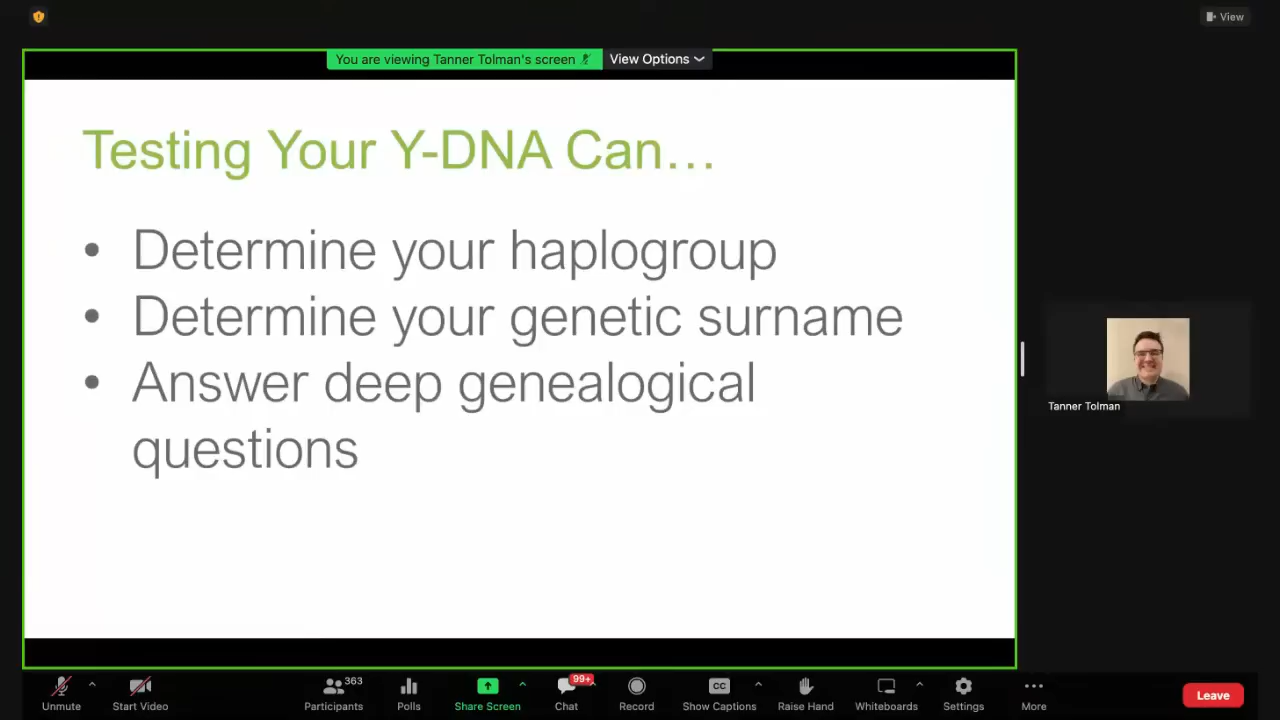 View
You are viewing Tanner Tolman's screen
View Options
Testing Your Y-DNA Can…
• Determine your haplogroup
• Determine your genetic surname
• Answer deep genealogical
questions
Tanner Tolman
363
99+
CC
Unmute
Start Video
Participants
Polls
Share Screen
Chat
Record
Show Captions
Raise Hand
Whiteboards
Settings
More
Leave